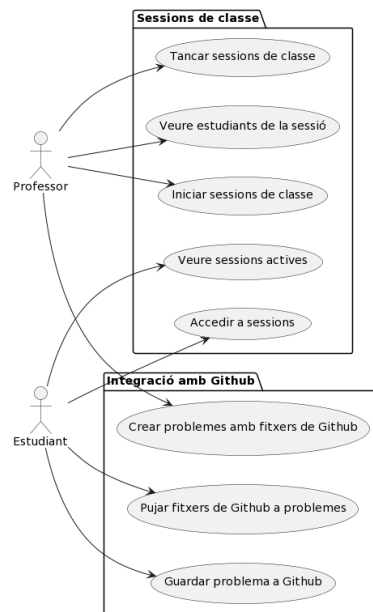 Sessions de classe
Tancar sessions de classe
Veure estudiants de la sessió
Professor
Iniciar sessions de classe
Veure sessions actives
Accedir a sessions
Integració amb Github
Estudiant
Crear problemes amb fitxers de Github
Pujar fitxers de Github a problemes
Guardar problema a Github